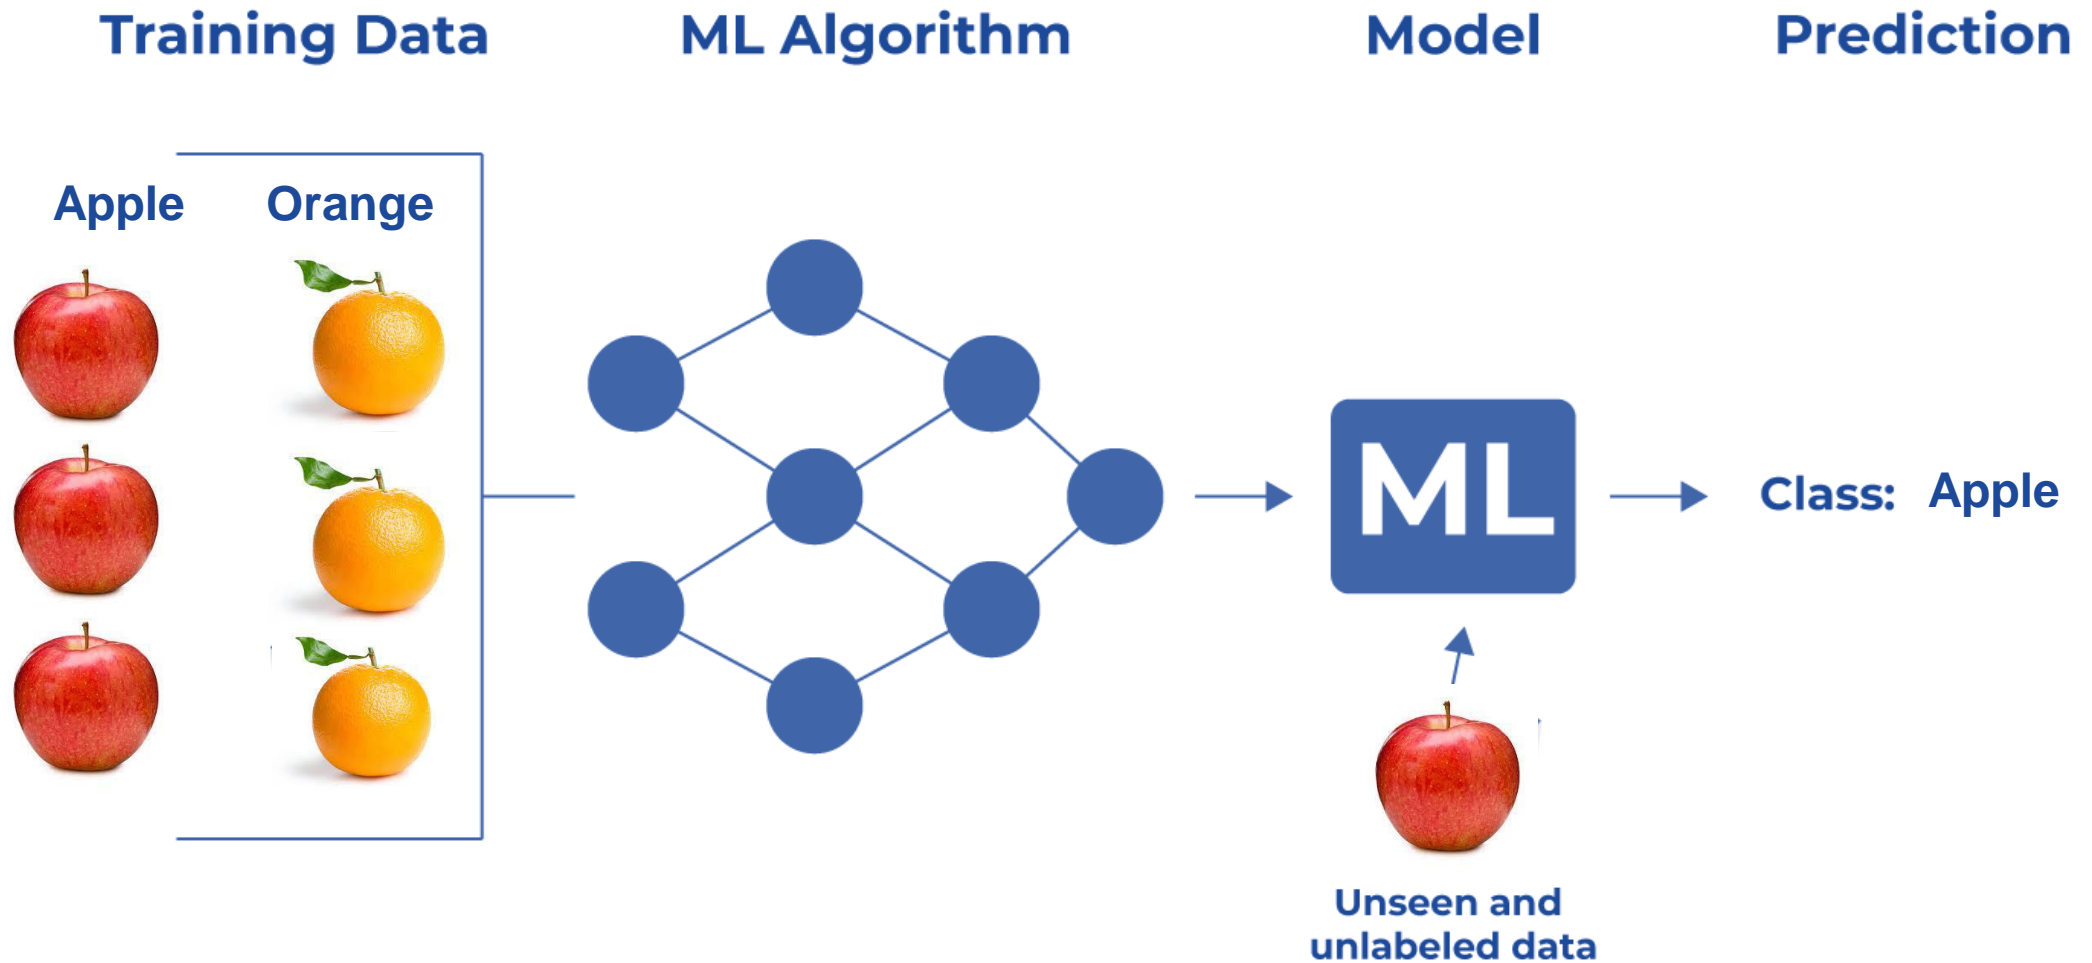 Training Data
ML Algorithm
Model
Prediction
Apple
Orange
ML
Class: Apple
Unseen and
unlabeled data